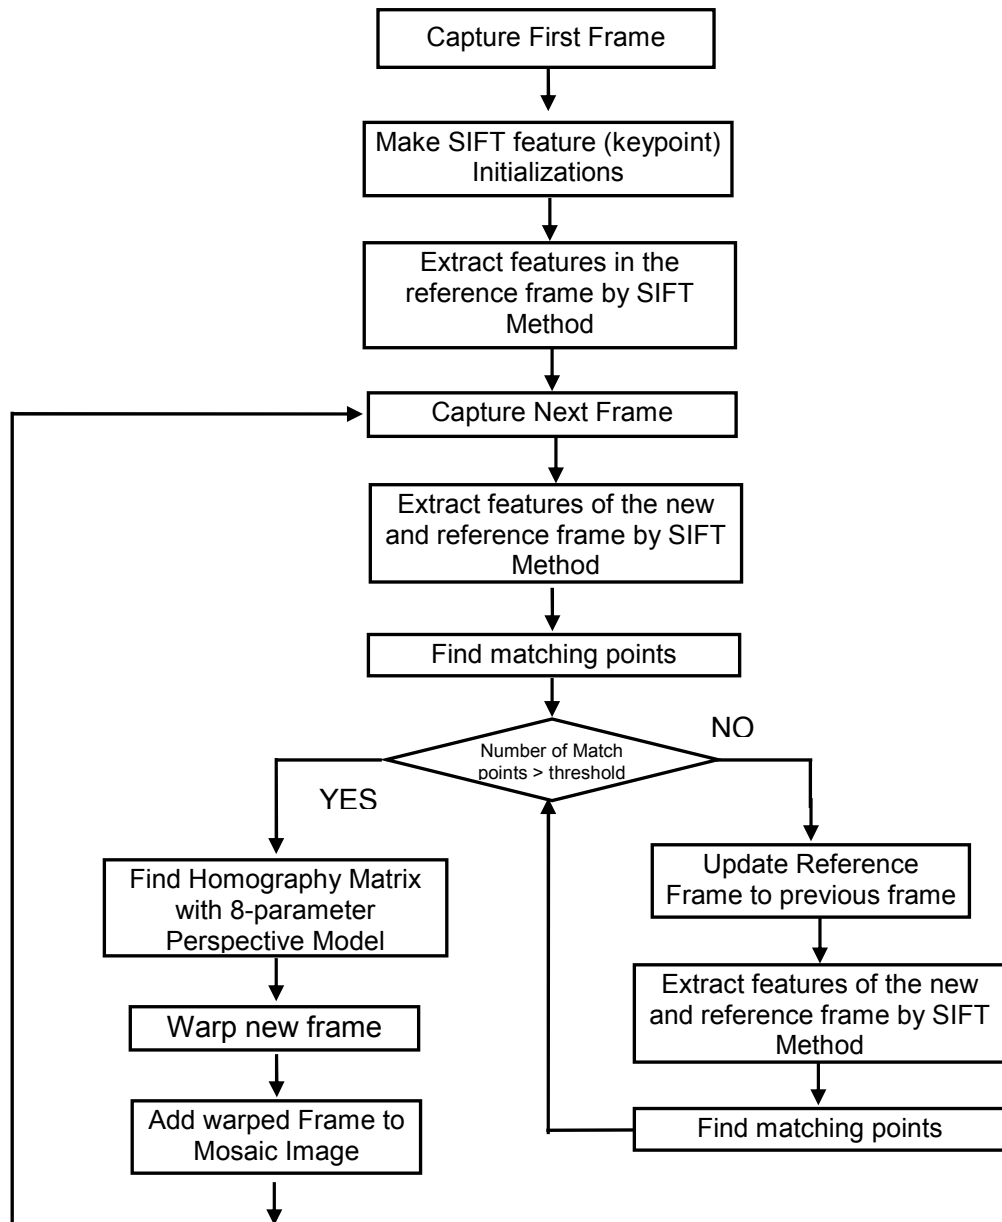 Capture First Frame
Make SIFT feature (keypoint)
Initializations
Extract features in the
reference frame by SIFT
Method
Capture Next Frame
Extract features of the new
and reference frame by SIFT
Method
Find matching points
Number of Match
points > threshold
NO
YES
Find Homography Matrix
with 8-parameter
Perspective Model
Warp new frame
Add warped Frame to
Mosaic Image
Update Reference
Frame to previous frame
Extract features of the new
and reference frame by SIFT
Method
Find matching points